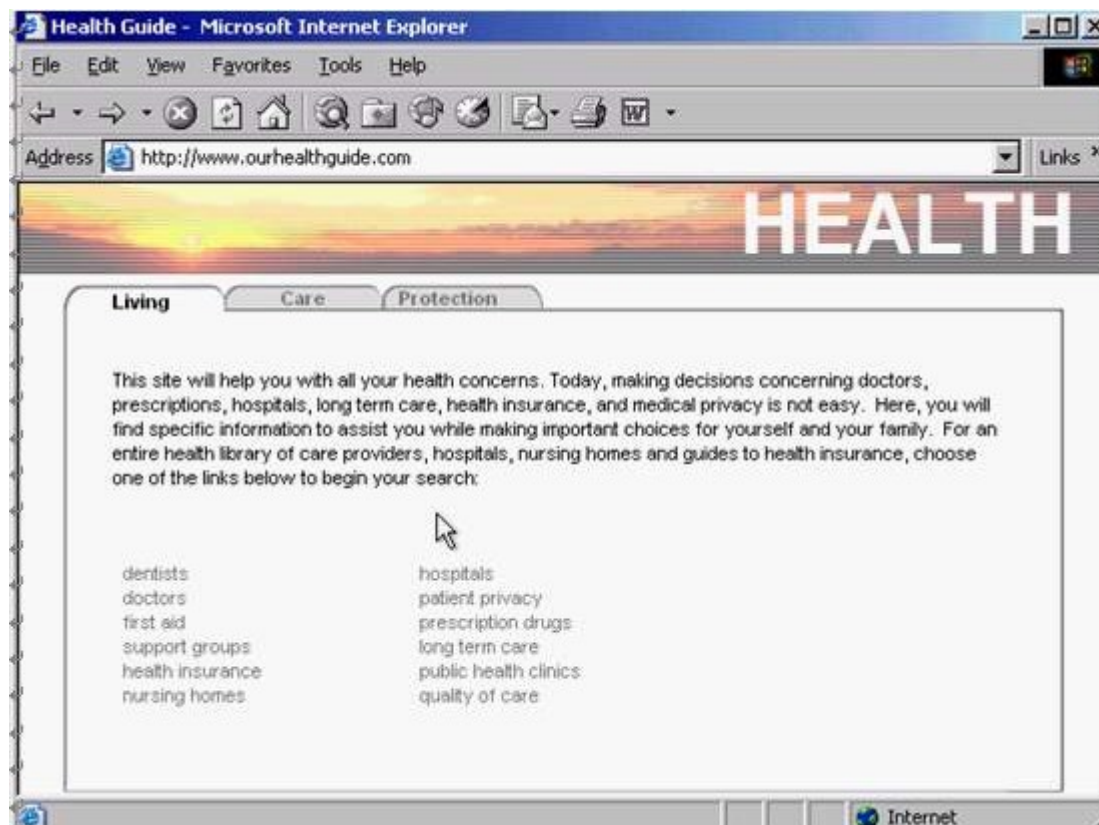 Health Guide - Microsoft Internet Explorer
File Edit View Favorites Tools Help
W
Address http://www.ourhealthguide.com Links »
HEALTH
Living Care Protection
This site will help you with all your health concerns. Today, making decisions concerning doctors,
prescriptions, hospitals, long term care, health insurance, and medical privacy is not easy. Here, you will
find specific information to assist you while making important choices for yourself and your family. For an
entire health library of care providers, hospitals, nursing homes and guides to health insurance, choose
one of the links below to begin your search:
dentists hospitals
doctors patient privacy
first aid prescription drugs
support groups long term care
health insurance public health clinics
nursing homes quality of care
Internet